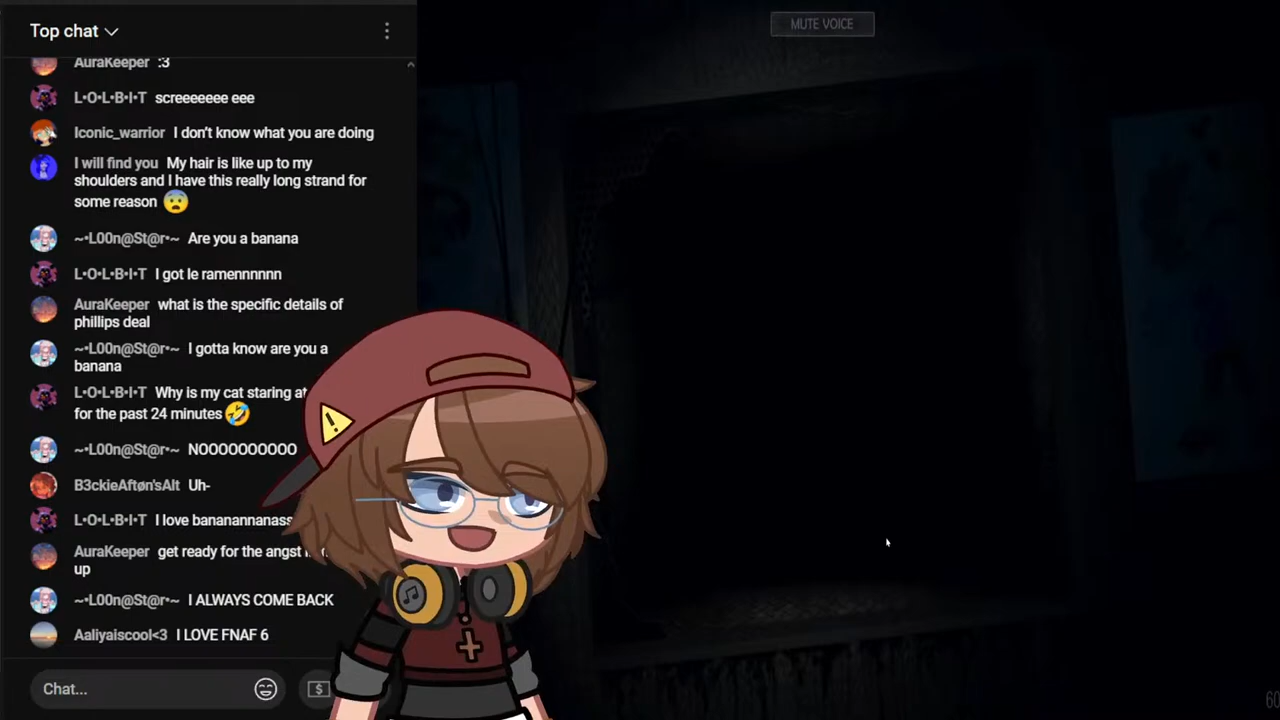 Top chat
MUTE VOICE
AuraKeeper :3
L•O•L•B•I•T screeeeeee eee
Iconic_warrior I don't know what you are doing
I will find you My hair is like up to my
shoulders and I have this really long strand for
some reason 😨
~•L00n@St@r•~ Are you a banana
L•O•L•B•I•T I got le ramennnnnn
AuraKeeper what is the specific details of
phillips deal
~•L00n@St@r•~ I gotta know are you a
banana
L•O•L•B•I•T Why is my cat staring at
for the past 24 minutes 🤣
~•L00n@St@r•~ NOOOOOOOOOO
B3ckieAftøn'sAlt Uh-
L•O•L•B•I•T I love bananannanass
AuraKeeper get ready for the angst
up
~•L00n@St@r•~ I ALWAYS COME BACK
Aaliyaiscool<3 I LOVE FNAF 6
Chat...
$
60